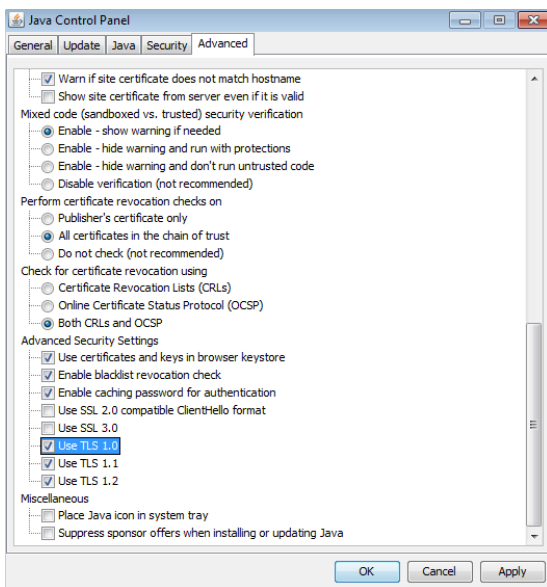 Java Control Panel
General Update Java Security Advanced
Warn if site certificate does not match hostname
Show site certificate from server even if it is valid
Mixed code (sandboxed vs. trusted) security verification
Enable - show warning if needed
Enable - hide warning and run with protections
Enable - hide warning and don't run untrusted code
Disable verification (not recommended)
Perform certificate revocation checks on
Publisher's certificate only
All certificates in the chain of trust
Do not check (not recommended)
Check for certificate revocation using
Certificate Revocation Lists (CRLs)
Online Certificate Status Protocol (OCSP)
Both CRLs and OCSP
Advanced Security Settings
Use certificates and keys in browser keystore
Enable blacklist revocation check
Enable caching password for authentication
Use SSL 2.0 compatible ClientHello format
Use SSL 3.0
Use TLS 1.0
Use TLS 1.1
Use TLS 1.2
Miscellaneous
Place Java icon in system tray
Suppress sponsor offers when installing or updating Java
OK Cancel Apply